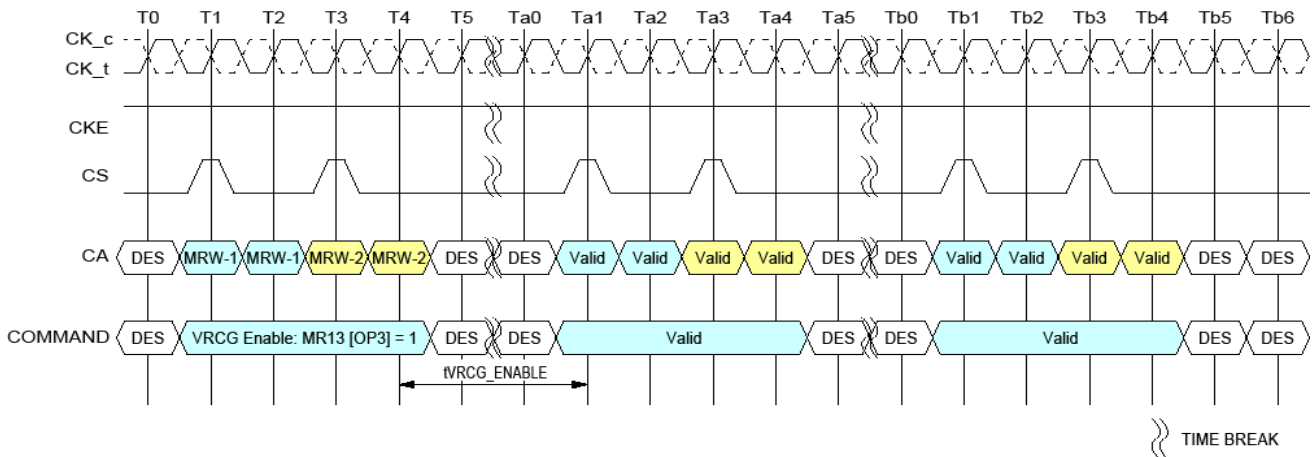 T0 T1 T2 T3 T4 T5 Ta0 Ta1 Ta2 Ta3 Ta4 Ta5 Tb0 Tb1 Tb2 Tb3 Tb4 Tb5 Tb6
CK_c
CK_t
CKE
CS
CA DES MRW-1 MRW-1 MRW-2 MRW-2 DES DES Valid Valid Valid Valid DES DES Valid Valid Valid Valid DES DES
COMMAND DES VRCG Enable: MR13 [OP3] = 1 DES DES Valid DES DES Valid DES DES
tVRCG_ENABLE
TIME BREAK